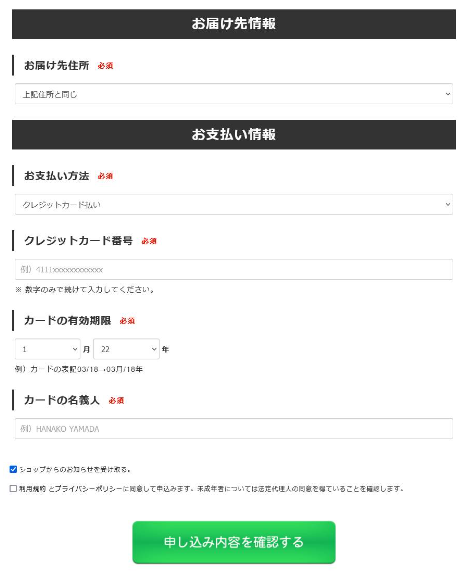 お届け先情報
お届け先住所 必須
上記住所と同じ
お支払い情報
お支払い方法 必須
クレジットカード払い
クレジットカード番号 必須
例）4111xxxxxxxxxxxx
※ 数字のみで続けて入力してください。
カードの有効期限 必須
1 月 22 年
例）カードの表記03/18→03月/18年
カードの名義人 必須
例）HANAKO YAMADA
ショップからのお知らせを受け取る。
利用規約 とプライバシーポリシーに同意して申込みます。未成年者については法定代理人の同意を得ていることを確認します。
申し込み内容を確認する